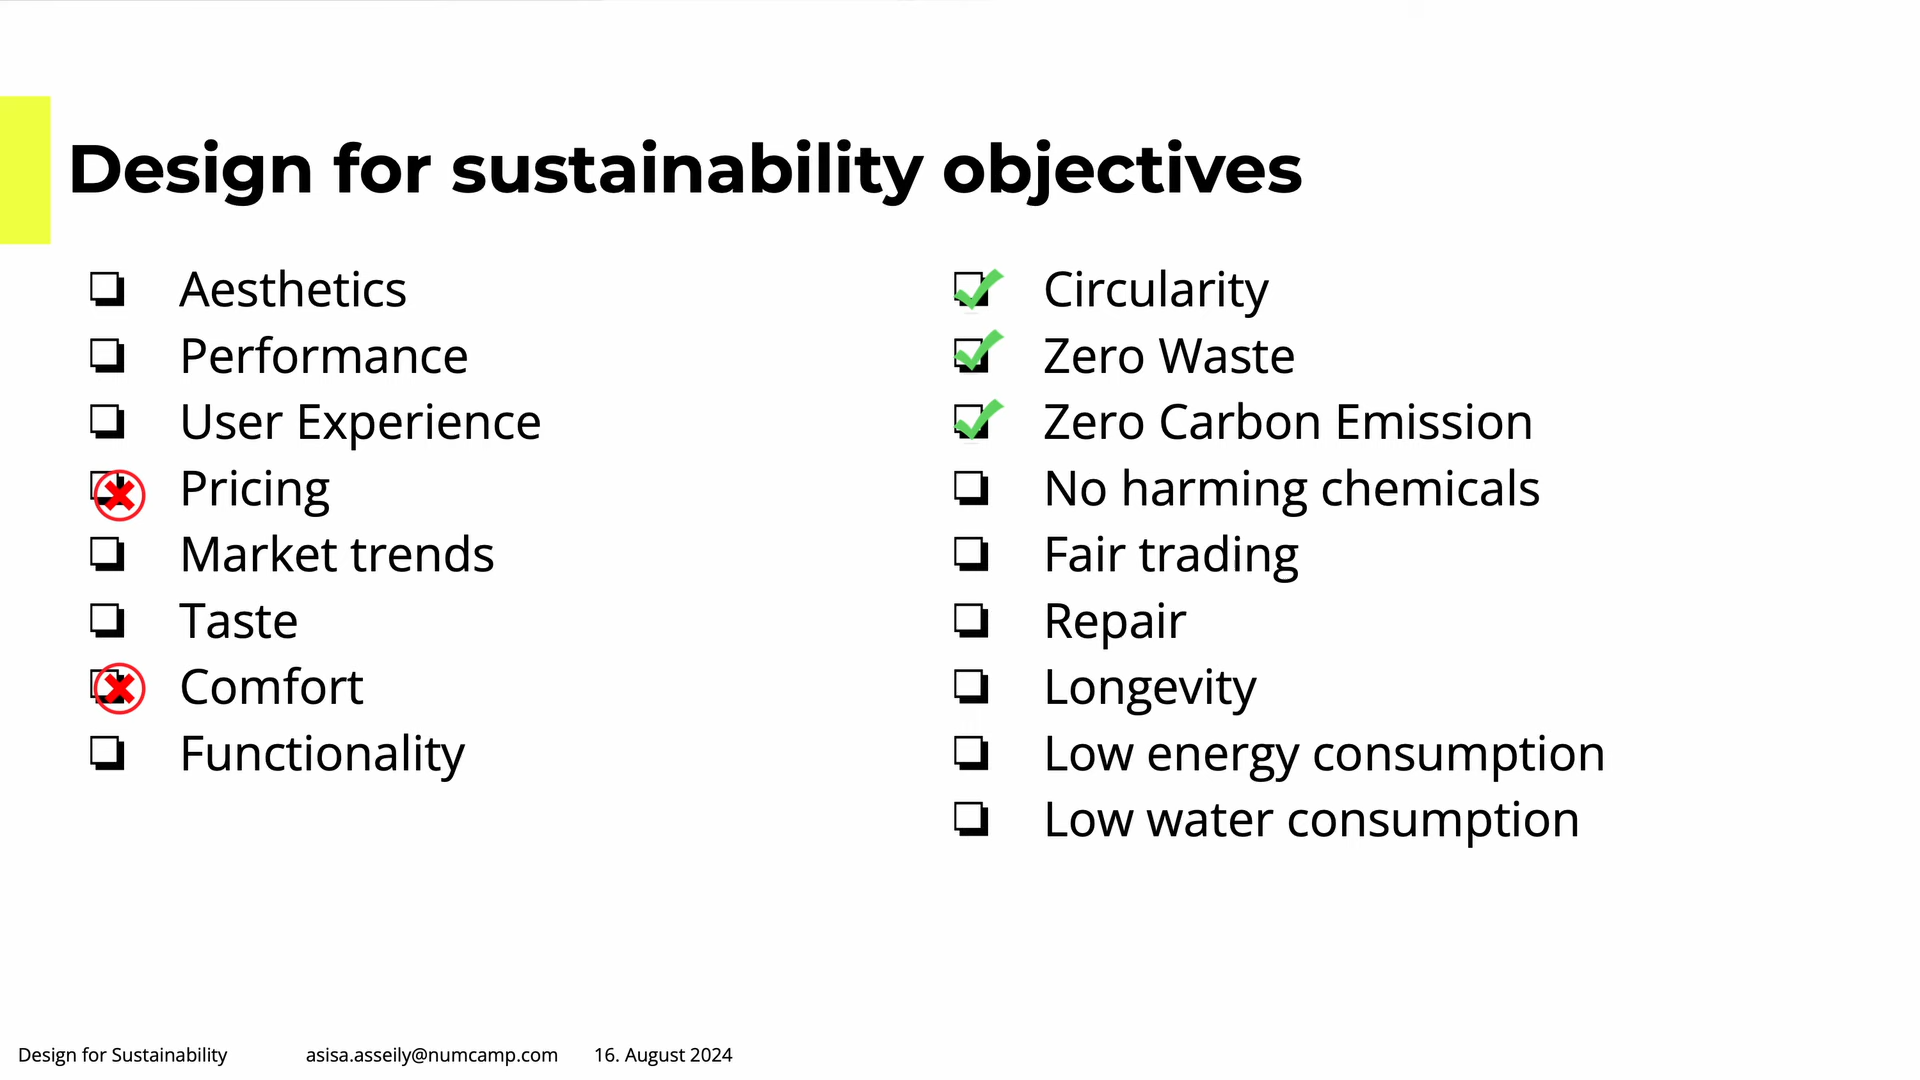 Design for sustainability objectives
Aesthetics
Performance
User Experience
Pricing
Market trends
Taste
Comfort
Functionality
Circularity
Zero Waste
Zero Carbon Emission
No harming chemicals
Fair trading
Repair
Longevity
Low energy consumption
Low water consumption
Design for Sustainability asisa.asseily@numcamp.com 16. August 2024